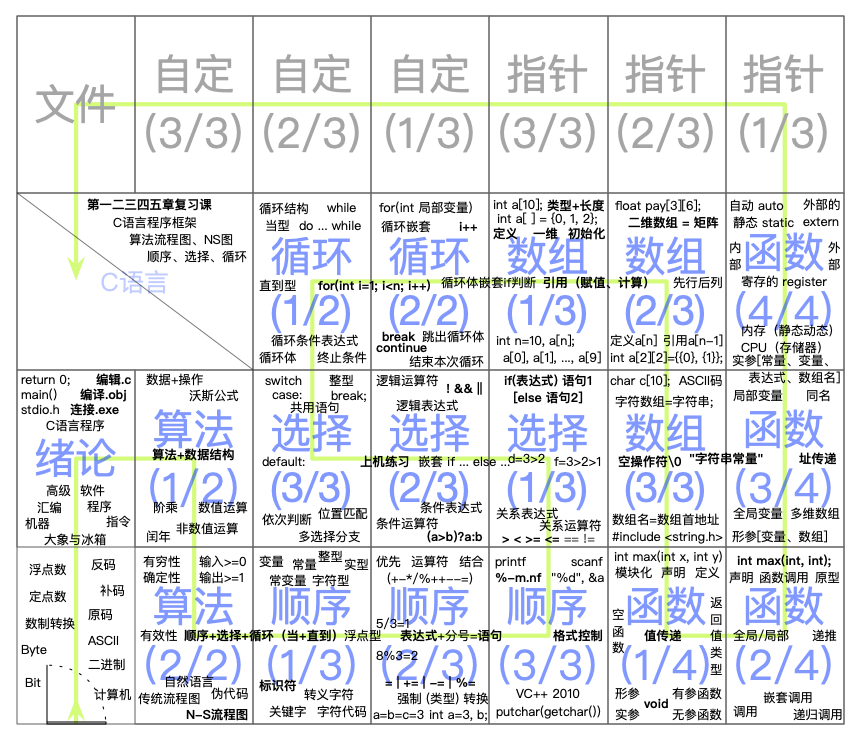 文件
自定
(3/3)
自定
(2/3)
自定
(1/3)
指针
(3/3)
指针
(2/3)
指针
(1/3)
第一二三四五章复习课
C语言程序框架
算法流程图、NS图
顺序、选择、循环
C语言
循环结构 while
当型 do ... while
循环
直到型 for(int i=1; i<n; i++)
(1/2)
循环条件表达式
循环体 终止条件
for(int 局部变量)
循环嵌套 i++
循环
循环体嵌套if判断
(2/2)
break 跳出循环体
continue
结束本次循环
int a[10]; 类型+长度
int a[ ] = {0, 1, 2};
定义 一维 初始化
数组
引用（赋值、计算）
(1/3)
int n=10, a[n];
a[0], a[1], ..., a[9]
float pay[3][6];
二维数组 = 矩阵
数组
先行后列
(2/3)
定义a[n] 引用a[n-1]
int a[2][2]={{0}, {1}};
自动 auto 外部的
静态 static extern
内部 函数 外部
寄存的 register
(4/4)
内存（静态动态）
CPU（存储器）
实参[常量、变量、
表达式、数组名]
return 0; 编辑.c
main() 编译.obj
stdio.h 连接.exe
C语言程序
绪论
高级 软件
汇编 程序
机器 指令
大象与冰箱
数据+操作
沃斯公式
算法
算法+数据结构
(1/2)
阶乘 数值运算
闰年 非数值运算
switch 整型
case: break;
共用语句
选择
default:
(3/3)
依次判断 位置匹配
多选择分支
逻辑运算符 ! && ||
逻辑表达式
选择
上机练习 嵌套 if ... else ...
(2/3)
条件表达式
条件运算符
(a>b)?a:b
if(表达式) 语句1
[else 语句2]
选择
d=3>2 f=3>2>1
(1/3)
关系表达式
关系运算符
> < >= <= == !=
char c[10]; ASCII码
字符数组=字符串;
数组
空操作符\0 "字符串常量"
(3/3)
数组名=数组首地址
#include <string.h>
局部变量 同名
函数
址传递
(3/4)
全局变量 多维数组
形参[变量、数组]
浮点数 反码
定点数 补码
数制转换 原码
Byte ASCII
二进制
Bit 计算机
有穷性 输入>=0
确定性 输出>=1
算法
有效性 顺序+选择+循环（当+直到）
(2/2)
自然语言
传统流程图 伪代码
N-S流程图
变量 常量 整型 实型
常变量 字符型
顺序
浮点型
(1/3)
标识符
转义字符
关键字 字符代码
优先 运算符 结合
(+-*/%++--=)
顺序
5/3=1
表达式+分号=语句
8%3=2
(2/3)
= | += | -= | %=
强制 (类型) 转换
a=b=c=3 int a=3, b;
printf scanf
%-m.nf "%d", &a
顺序
格式控制
(3/3)
VC++ 2010
putchar(getchar())
int max(int x, int y)
模块化 声明 定义
空函数 函数 返回值类型
值传递
(1/4)
形参 void 有参函数
实参 无参函数
int max(int, int);
声明 函数调用 原型
函数
全局/局部 递推
(2/4)
嵌套调用
调用 递归调用